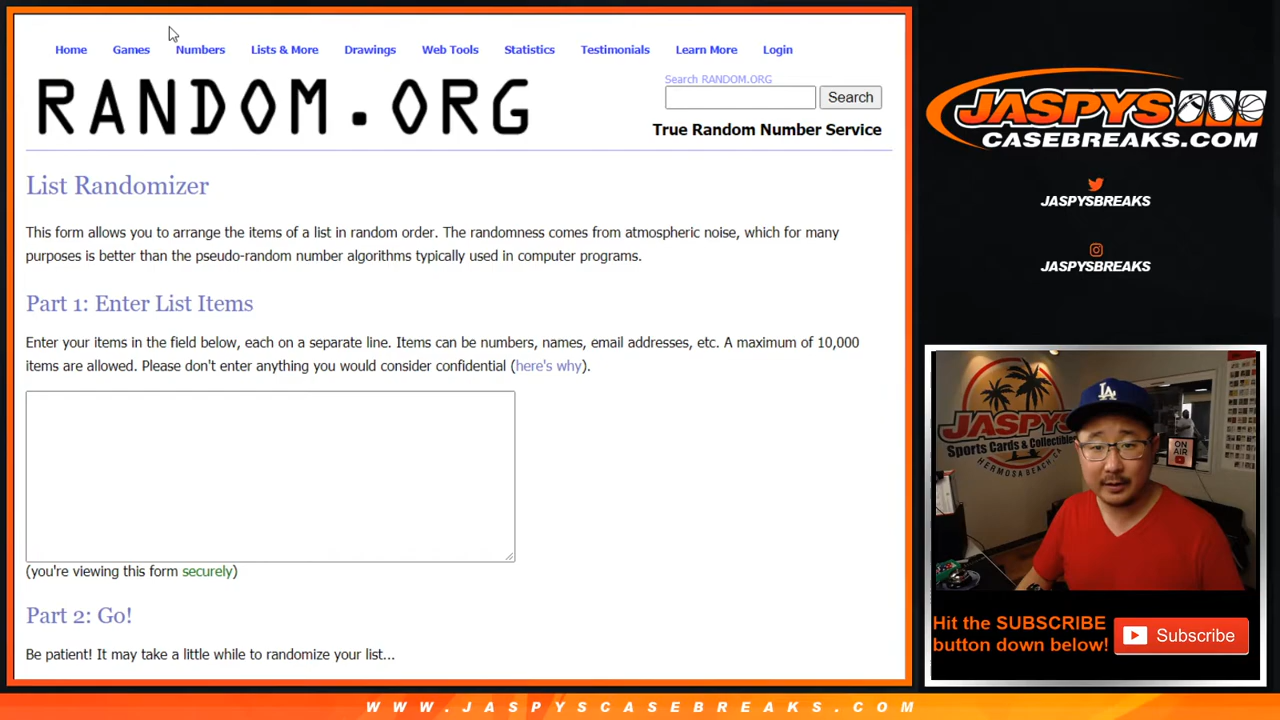 Home Games Numbers Lists & More Drawings Web Tools Statistics Testimonials Learn More Login
RANDOM.ORG
Search RANDOM.ORG
Search
True Random Number Service
List Randomizer
This form allows you to arrange the items of a list in random order. The randomness comes from atmospheric noise, which for many
purposes is better than the pseudo-random number algorithms typically used in computer programs.
Part 1: Enter List Items
Enter your items in the field below, each on a separate line. Items can be numbers, names, email addresses, etc. A maximum of 10,000
items are allowed. Please don't enter anything you would consider confidential (here's why).
(you're viewing this form securely)
Part 2: Go!
Be patient! It may take a little while to randomize your list...
JASPYS
CASEBREAKS.COM
JASPYSBREAKS
JASPYSBREAKS
JASPYS
Sports Cards & Collectibles
HERMOSA BEACH, CA
LA
ON
AIR
Hit the SUBSCRIBE
button down below!
Subscribe
WWW.JASPYSCASEBREAKS.COM